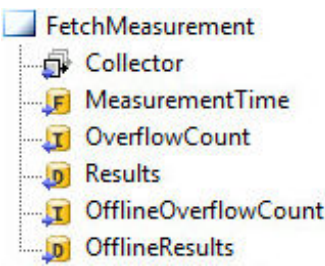 FetchMeasurement
Collector
F MeasurementTime
I OverflowCount
D Results
I OfflineOverflowCount
D OfflineResults